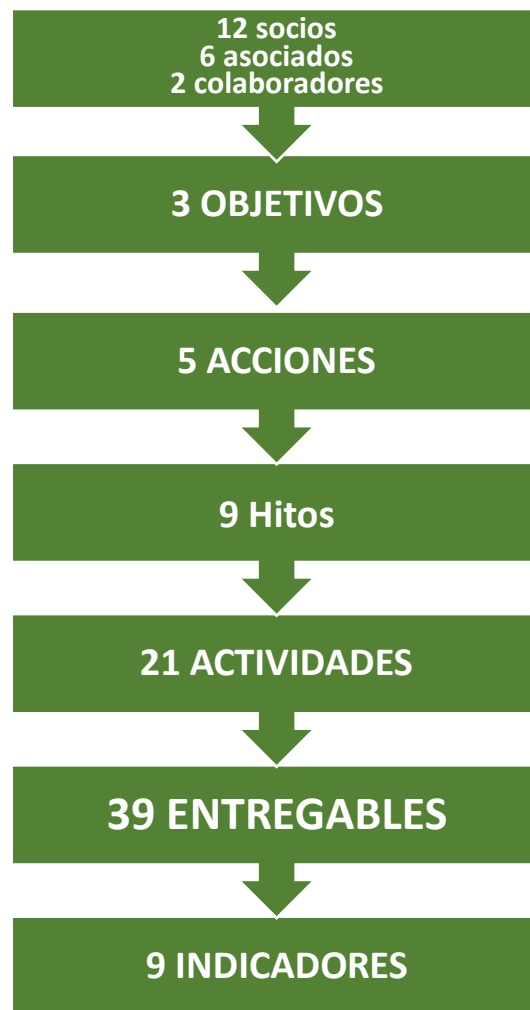 12 socios
6 asociados
2 colaboradores
3 OBJETIVOS
5 ACCIONES
9 Hitos
21 ACTIVIDADES
39 ENTREGABLES
9 INDICADORES